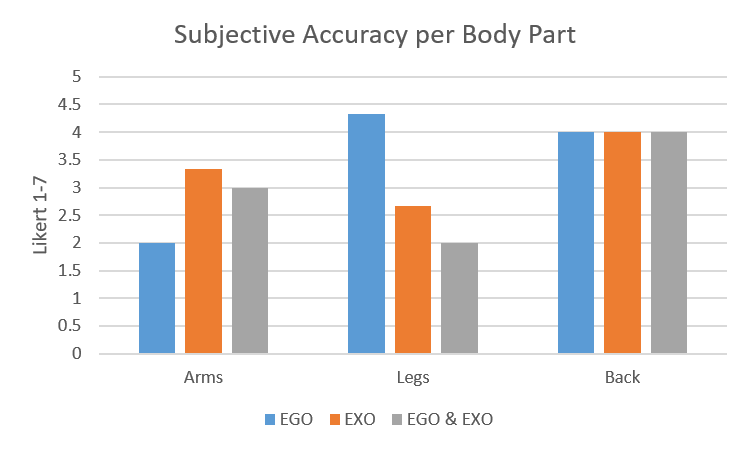 Subjective Accuracy per Body Part
5
4.5
4
3.5
3
2.5
2
1.5
1
0.5
0
Likert 1-7
Arms Legs Back
EGO EXO EGO & EXO